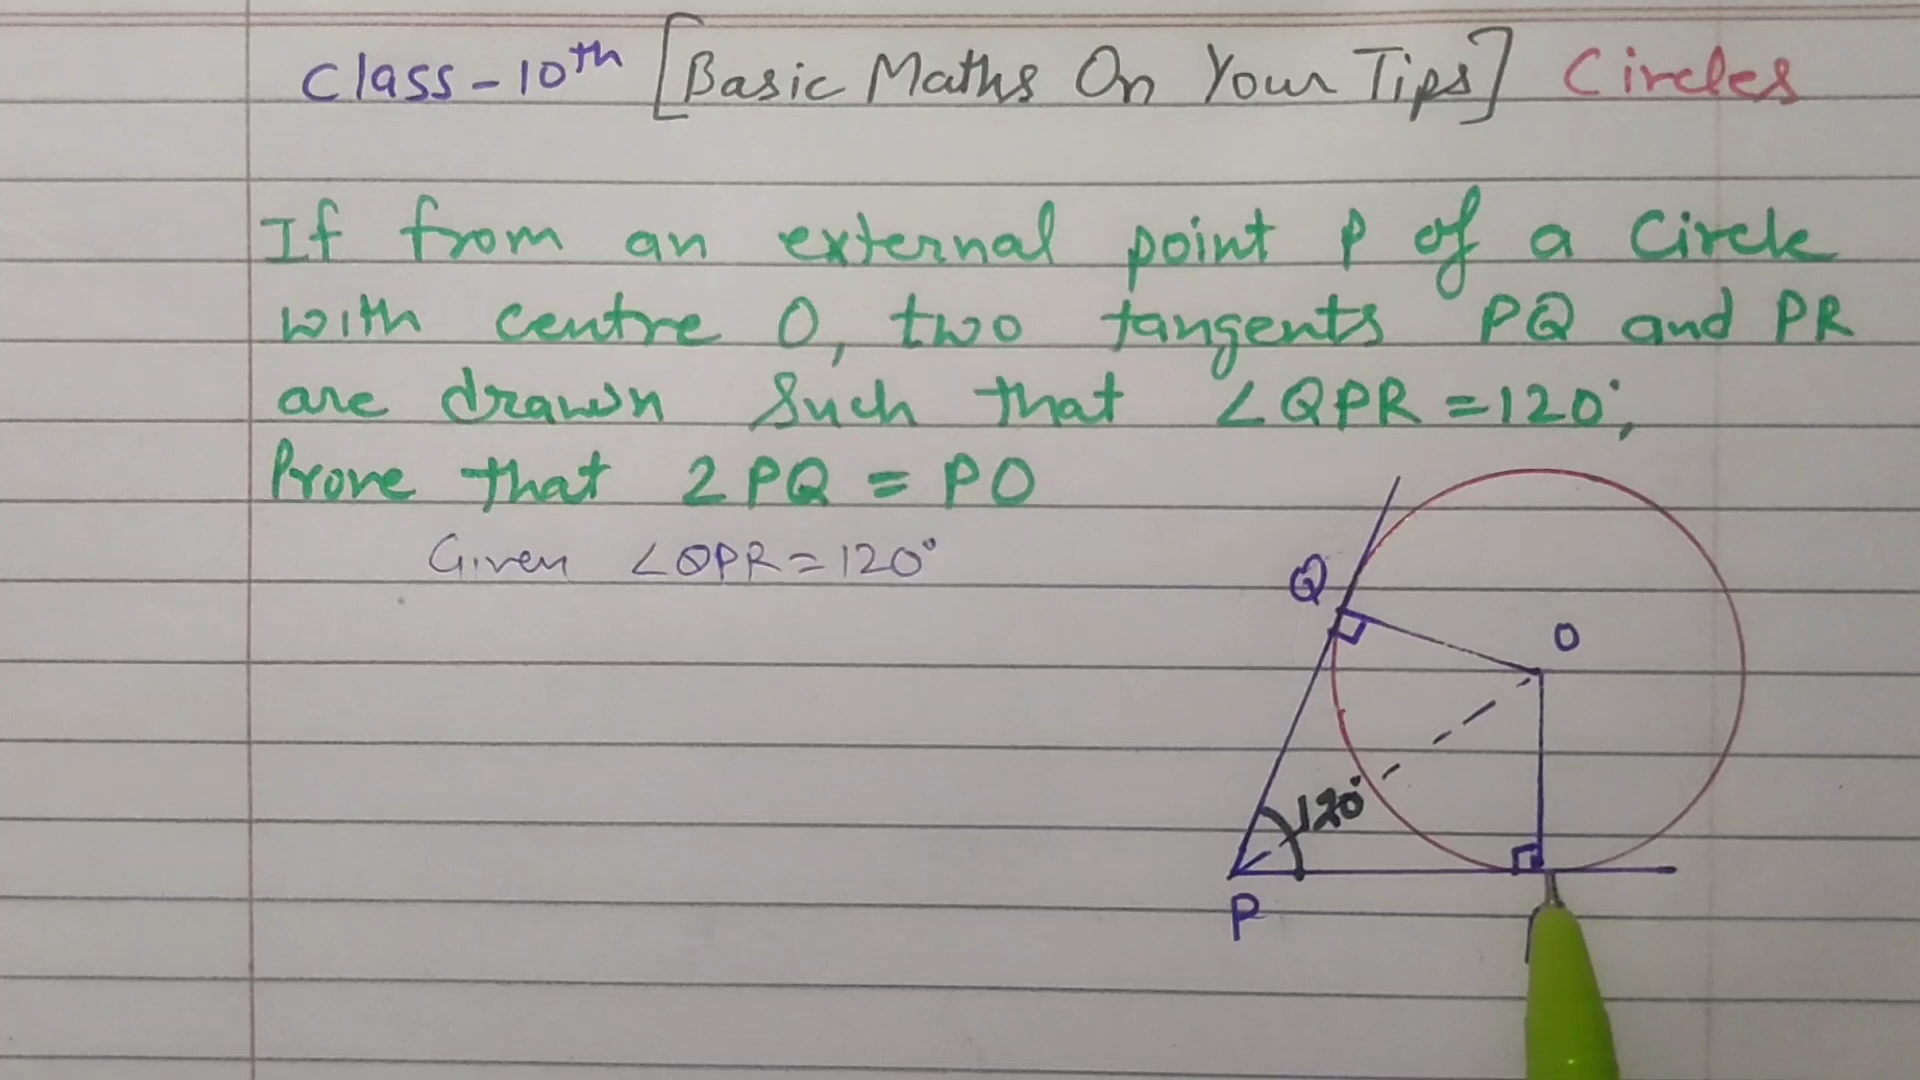 Class-10th [Basic Maths On Your Tips] Circles
If from an external point P of a Circle
with centre O, two tangents PQ and PR
are drawn Such that ∠QPR = 120°,
Prove that 2PQ = PO
Given ∠QPR = 120°
Q
O
120°
P